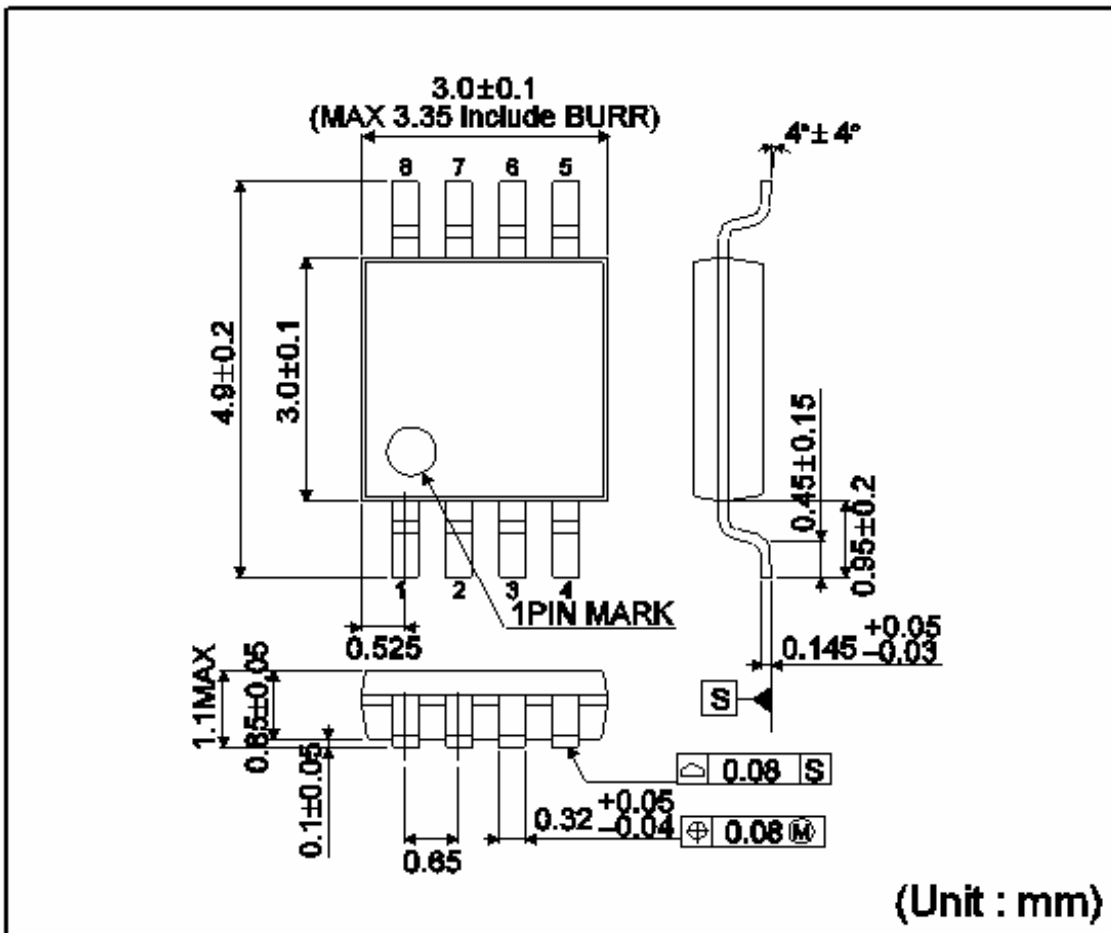 3.0±0.1
(MAX 3.35 include BURR)
4°± 4°
8 7 6 5
4.9±0.2
3.0±0.1
0.45±0.15
0.95±0.2
1 2 3 4
1PIN MARK
0.525
0.145 +0.05 −0.03
S
1.1MAX
0.85±0.05
0.1±0.05
0.08 S
0.32 +0.05 −0.04
0.08 Ⓜ
0.65
(Unit : mm)